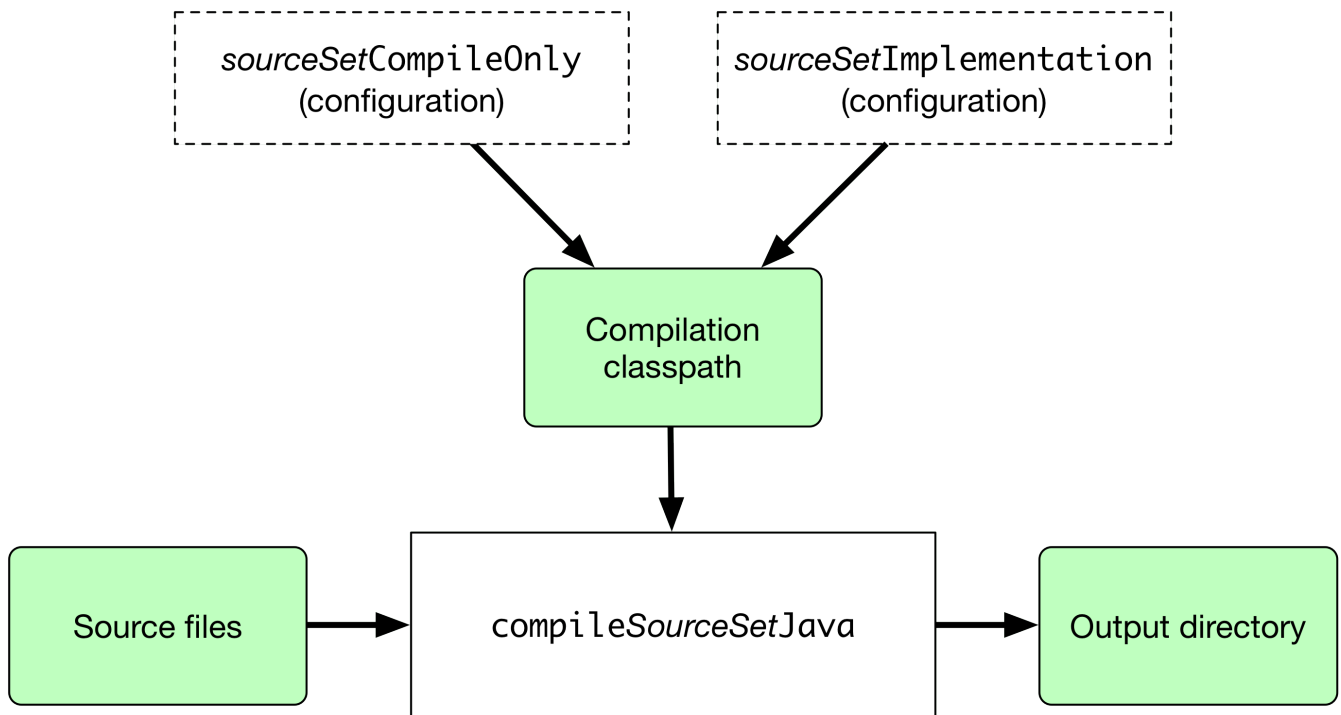 sourceSetCompileOnly
(configuration)
sourceSetImplementation
(configuration)
Compilation
classpath
Source files
compileSourceSetJava
Output directory